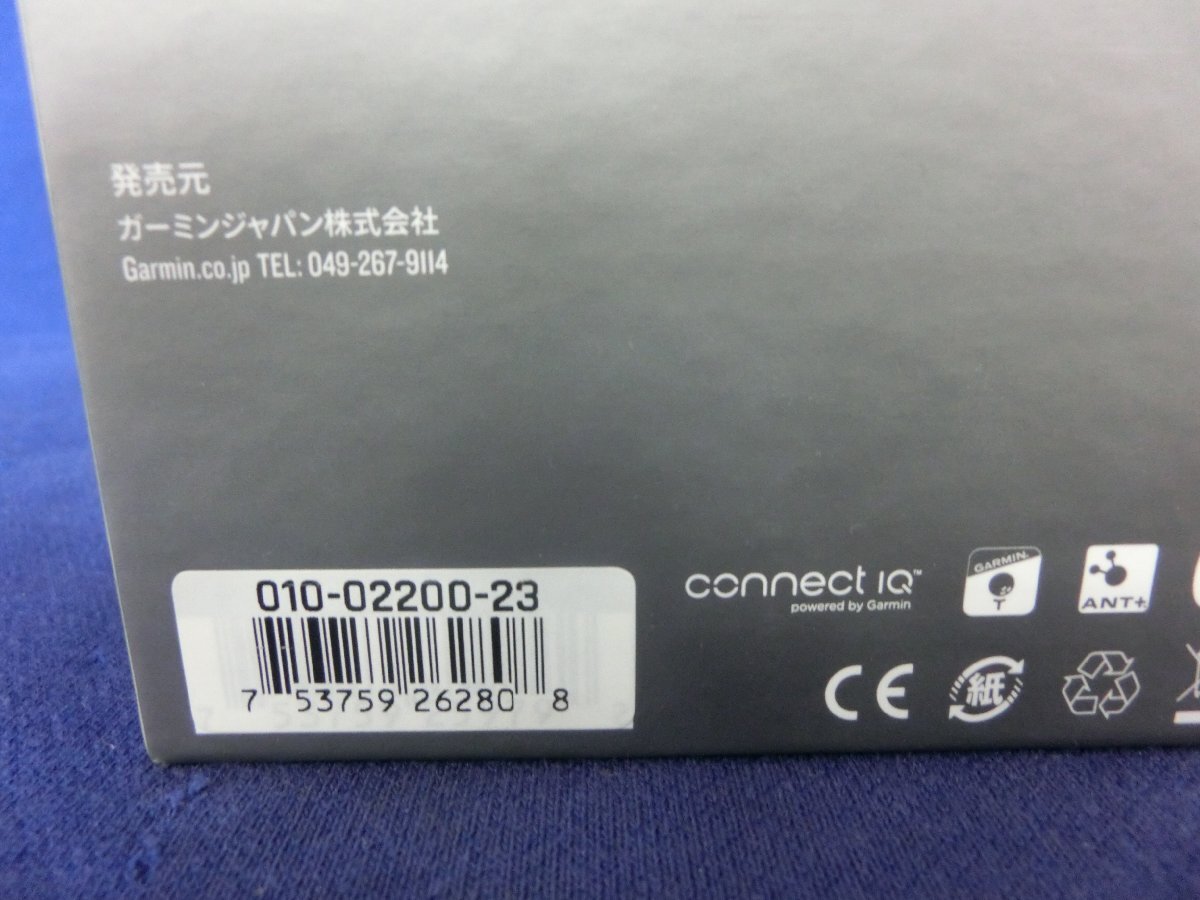 発売元
ガーミンジャパン株式会社
Garmin.co.jp TEL: 049-267-9114
010-02200-23
7 53759 26280 8
connect IQ™
powered by Garmin
GARMIN.
T
ANT+
CE
紙